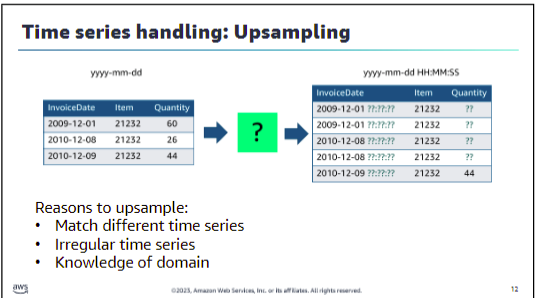 Time series handling: Upsampling
yyyy-mm-dd
yyyy-mm-dd HH:MM:SS
InvoiceDate Item Quantity
2009-12-01 21232 60
2010-12-08 21232 26
2010-12-09 21232 44
?
InvoiceDate Item Quantity
2009-12-01 ??:??:?? 21232 ??
2009-12-01 ??:??:?? 21232 ??
2010-12-08 ??:??:?? 21232 ??
2010-12-08 ??:??:?? 21232 ??
2010-12-09 ??:??:?? 21232 44
Reasons to upsample:
• Match different time series
• Irregular time series
• Knowledge of domain
aws
©2023, Amazon Web Services, Inc. or its affiliates. All rights reserved.
12